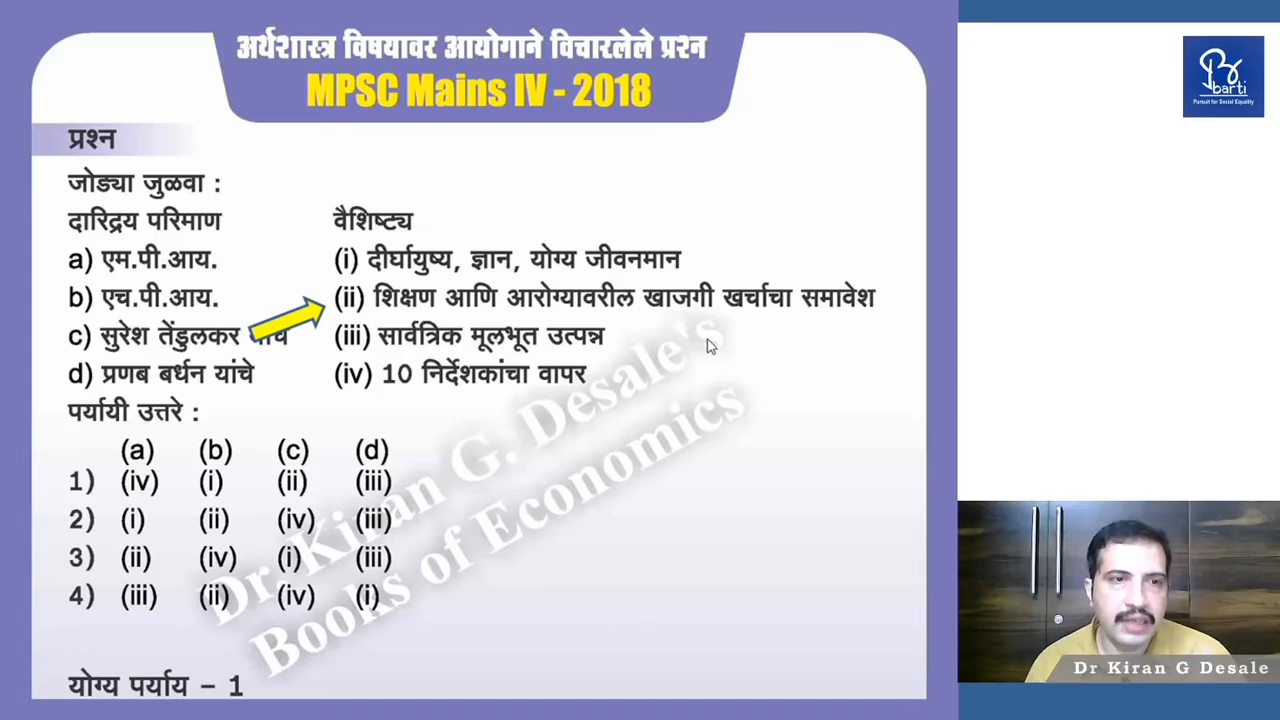 अर्थशास्त्र विषयावर आयोगाने विचारलेले प्रश्न
MPSC Mains IV - 2018
barti
Pursuit for Social Equality
प्रश्न
जोड्या जुळवा :
दारिद्रय परिमाण वैशिष्ट्य
a) एम.पी.आय. (i) दीर्घायुष्य, ज्ञान, योग्य जीवनमान
b) एच.पी.आय. (ii) शिक्षण आणि आरोग्यावरील खाजगी खर्चाचा समावेश
c) सुरेश तेंडुलकर (iii) सार्वत्रिक मूलभूत उत्पन्न
d) प्रणब बर्धन यांचे (iv) 10 निर्देशकांचा वापर
पर्यायी उत्तरे :
(a) (b) (c) (d)
1) (iv) (i) (ii) (iii)
2) (i) (ii) (iv) (iii)
3) (ii) (iv) (i) (iii)
4) (iii) (ii) (iv) (i)
योग्य पर्याय – 1
Dr. Kiran G. Desale's
Books of Economics
Dr Kiran G Desale